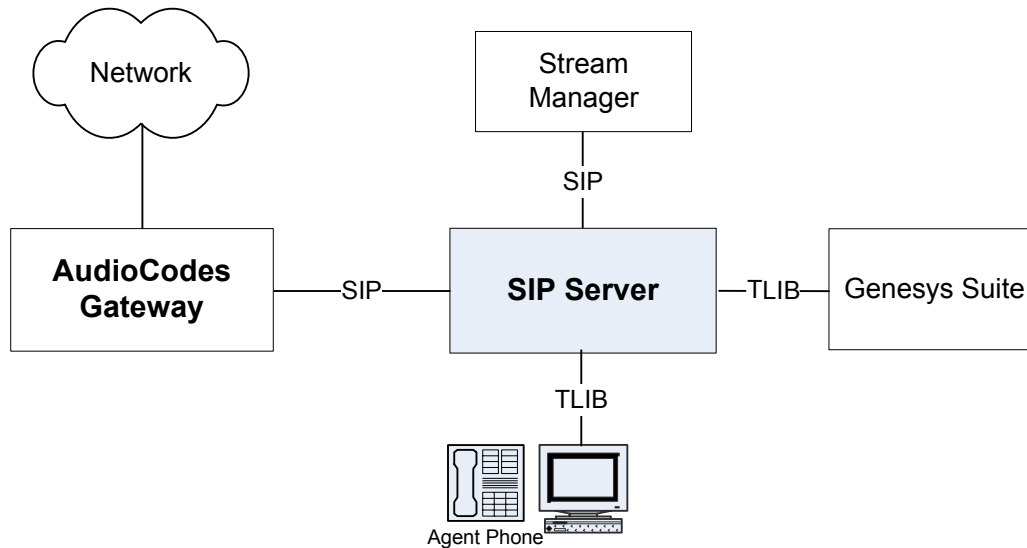 Network
Stream
Manager
SIP
AudioCodes
Gateway
SIP
SIP Server
TLIB
Genesys Suite
TLIB
Agent Phone